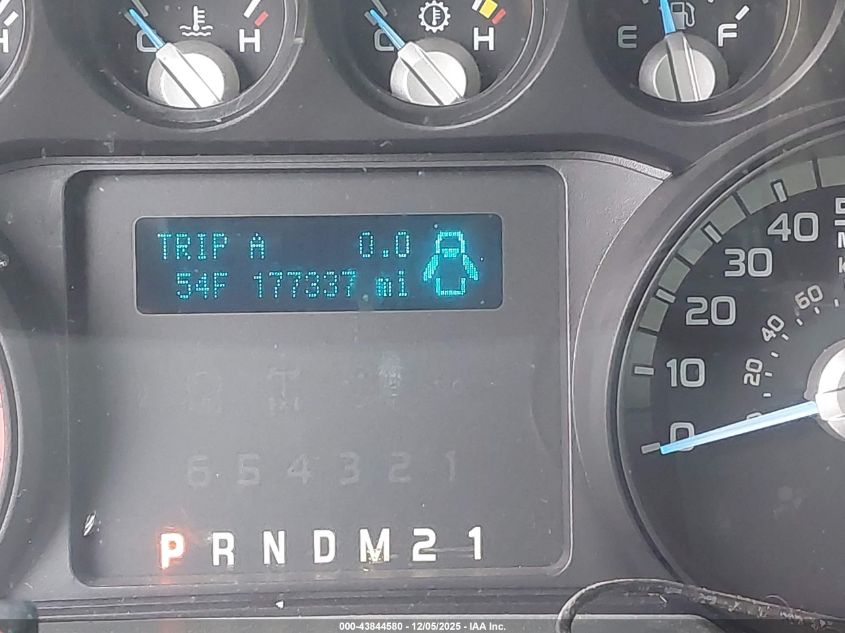 H
C H
C H
E F
TRIP A 0.0
54F 177337 mi
6 5 4 3 2 1
P R N D M 2 1
40
30
20
10
0
60
40
20
000-43844580 - 12/05/2025 - IAA Inc.